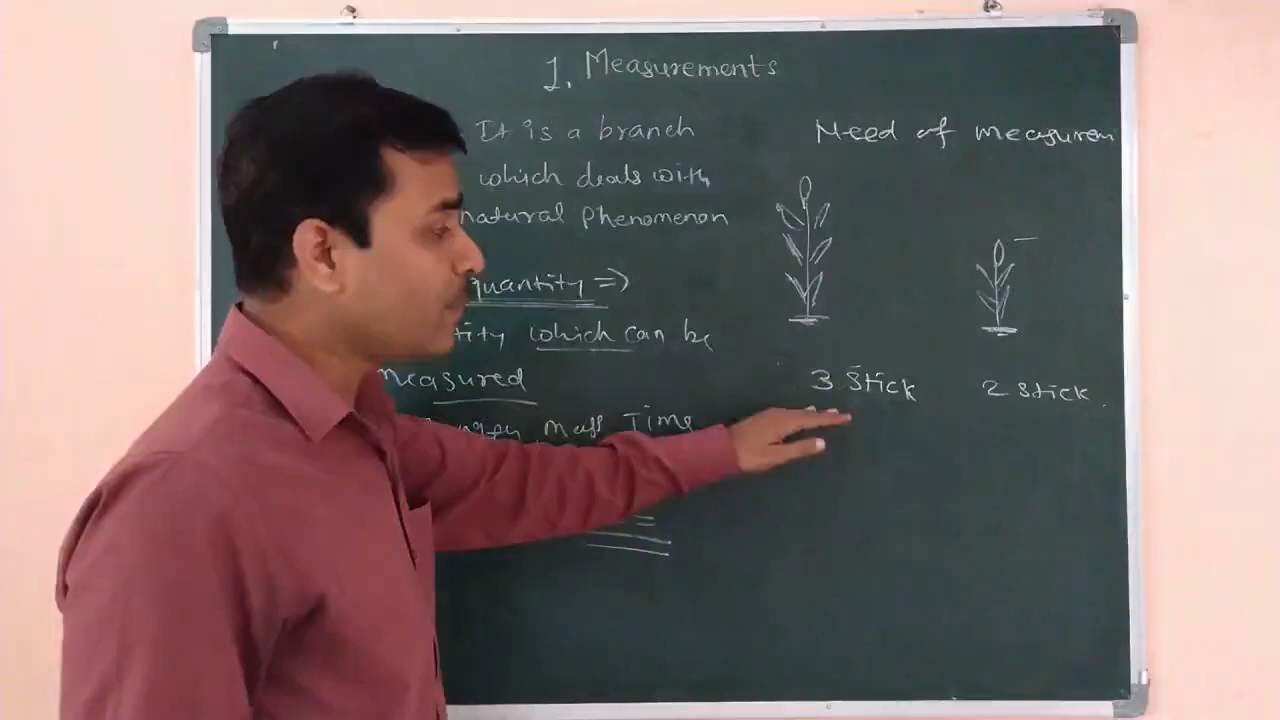 1. Measurements
It is a branch
which deals with
natural phenomenon
quantity =>
which can be
measured
mass Time
Need of measurem
3 stick
2 stick